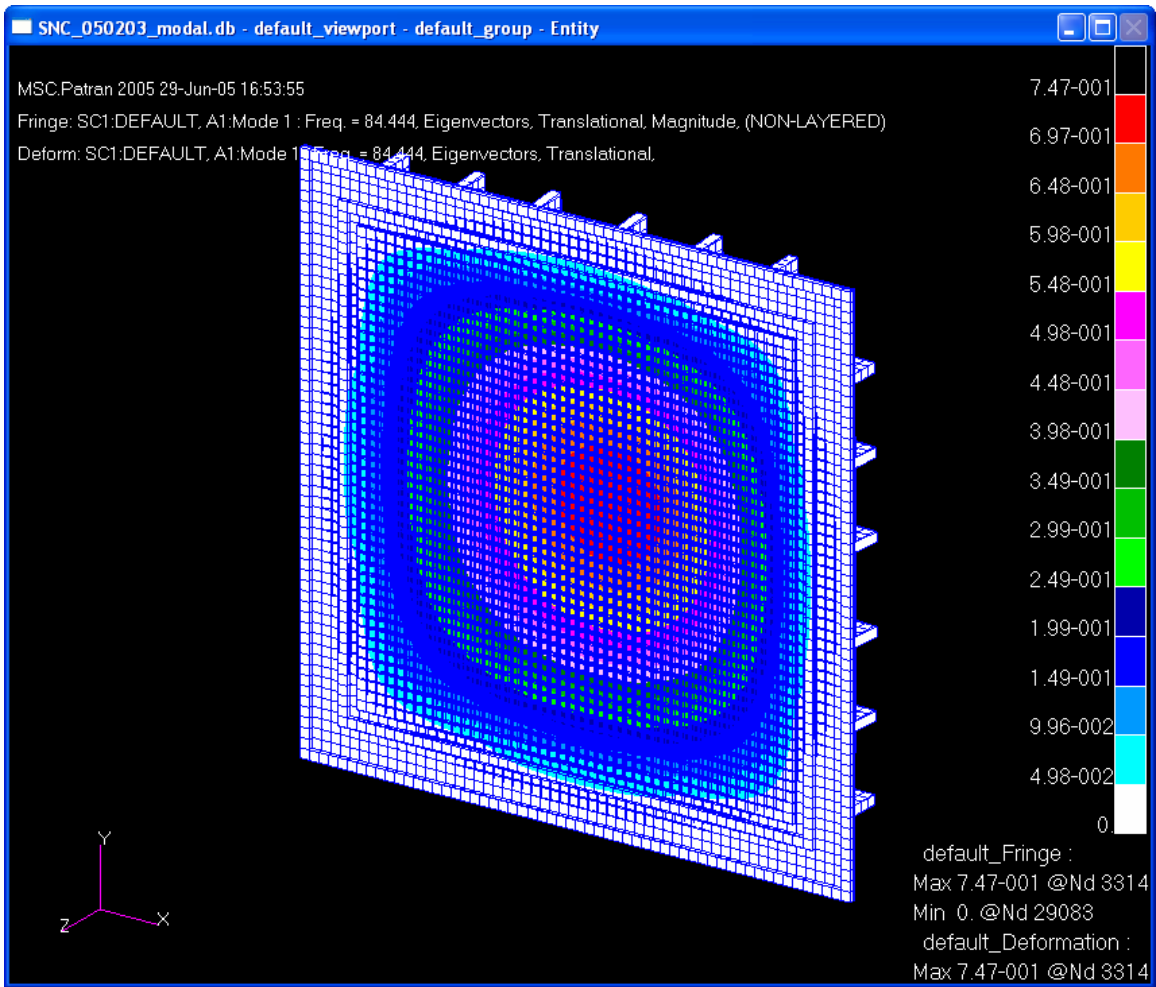 SNC_050203_modal.db - default_viewport - default_group - Entity
MSC.Patran 2005 29-Jun-05 16:53:55
Fringe: SC1:DEFAULT, A1:Mode 1 : Freq. = 84.444, Eigenvectors, Translational, Magnitude, (NON-LAYERED)
Deform: SC1:DEFAULT, A1:Mode 1 : Freq. = 84.444, Eigenvectors, Translational,
7.47-001
6.97-001
6.48-001
5.98-001
5.48-001
4.98-001
4.48-001
3.98-001
3.49-001
2.99-001
2.49-001
1.99-001
1.49-001
9.96-002
4.98-002
0.
default_Fringe :
Max 7.47-001 @Nd 3314
Min 0. @Nd 29083
default_Deformation :
Max 7.47-001 @Nd 3314
Y
Z
X